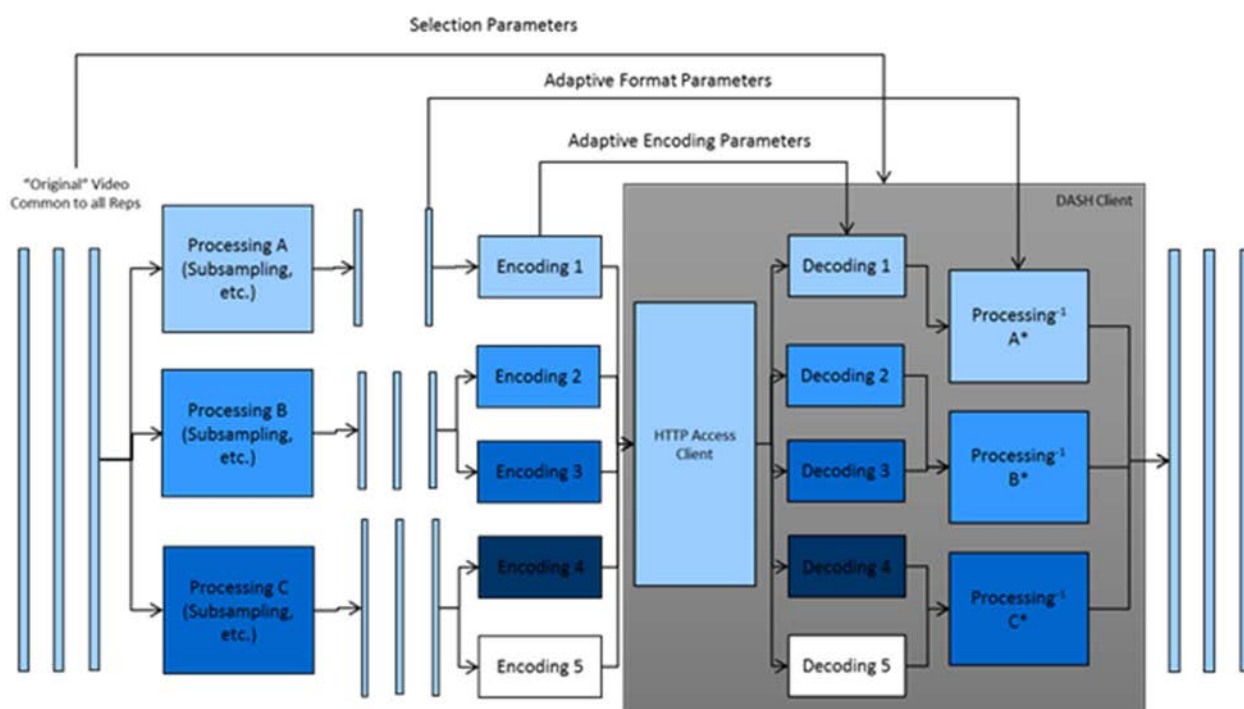 Selection Parameters
Adaptive Format Parameters
Adaptive Encoding Parameters
"Original" Video
Common to all Reps
DASH Client
Processing A
(Subsampling,
etc.)
Encoding 1
Decoding 1
Processing⁻¹
A*
Processing B
(Subsampling,
etc.)
Encoding 2
Encoding 3
HTTP Access
Client
Decoding 2
Decoding 3
Processing⁻¹
B*
Processing C
(Subsampling,
etc.)
Encoding 4
Encoding 5
Decoding 4
Decoding 5
Processing⁻¹
C*